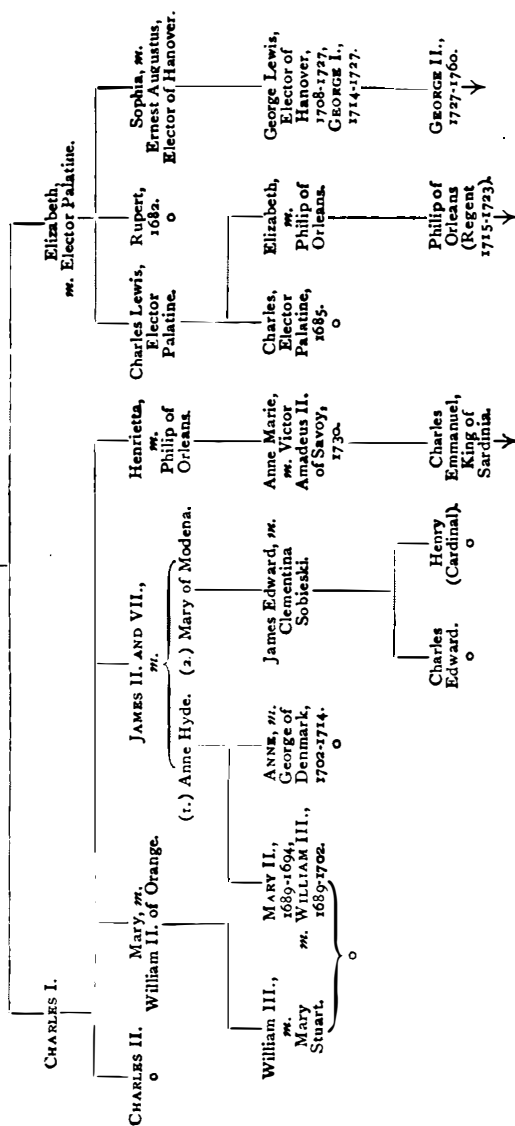 CHARLES I.
Elizabeth,
m. Elector Palatine.
CHARLES II.
o
Mary, m.
William II. of Orange.
JAMES II. AND VII.,
m.
(1.) Anne Hyde. (2.) Mary of Modena.
Henrietta,
m.
Philip of
Orleans.
Charles Lewis,
Elector
Palatine.
Rupert,
1682.
o
Sophia, m.
Ernest Augustus,
Elector of Hanover.
William III.,
m.
Mary
Stuart.
MARY II.,
1689-1694,
m. WILLIAM III.,
1689-1702.
o
ANNE, m.
George of
Denmark,
1702-1714.
o
James Edward, m.
Clementina
Sobieski.
Anne Marie,
m. Victor
Amadeus II.
of Savoy,
1730.
Charles,
Elector
Palatine,
1685.
o
Elizabeth,
m.
Philip of
Orleans.
George Lewis,
Elector of
Hanover,
1708-1727,
GEORGE I.,
1714-1727.
Charles
Edward.
o
Henry
(Cardinal).
o
Charles
Emmanuel,
King of
Sardinia.
Philip of
Orleans
(Regent
1715-1723).
GEORGE II.,
1727-1760.